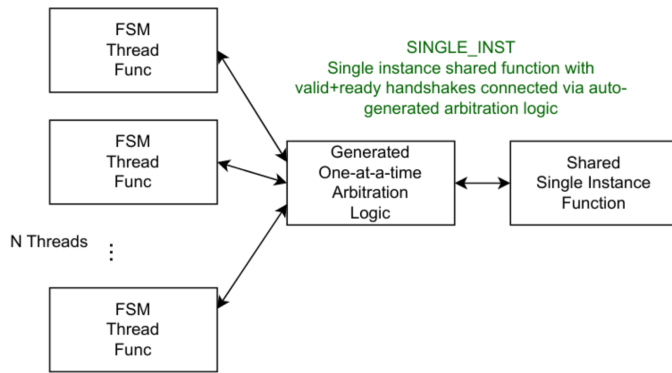 FSM
Thread
Func
SINGLE_INST
Single instance shared function with
valid+ready handshakes connected via auto-
generated arbitration logic
FSM
Thread
Func
Generated
One-at-a-time
Arbitration
Logic
Shared
Single Instance
Function
N Threads
FSM
Thread
Func